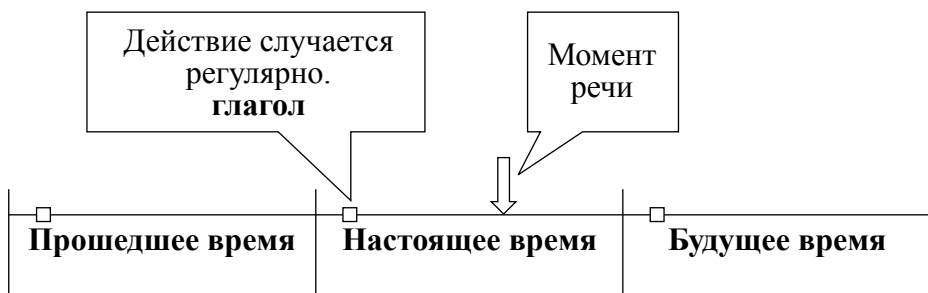 Действие случается
регулярно.
глагол
Момент
речи
Прошедшее время
Настоящее время
Будущее время